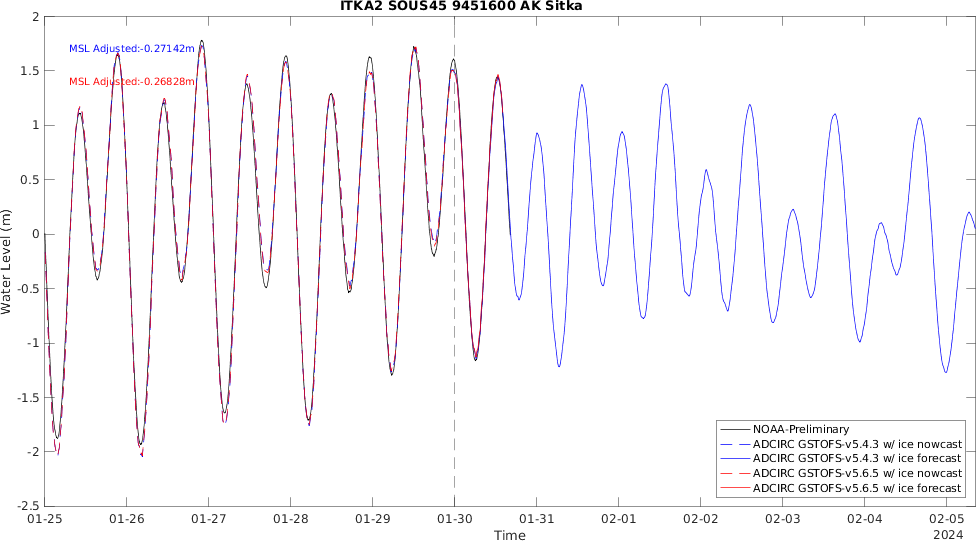 ITKA2 SOUS45 9451600 AK Sitka
MSL Adjusted:-0.27142m
MSL Adjusted:-0.26828m
Water Level (m)
2
1.5
1
0.5
0
-0.5
-1
-1.5
-2
-2.5
NOAA-Preliminary
ADCIRC GSTOFS-v5.4.3 w/ ice nowcast
ADCIRC GSTOFS-v5.4.3 w/ ice forecast
ADCIRC GSTOFS-v5.6.5 w/ ice nowcast
ADCIRC GSTOFS-v5.6.5 w/ ice forecast
01-25 01-26 01-27 01-28 01-29 01-30 01-31 02-01 02-02 02-03 02-04 02-05
Time 2024